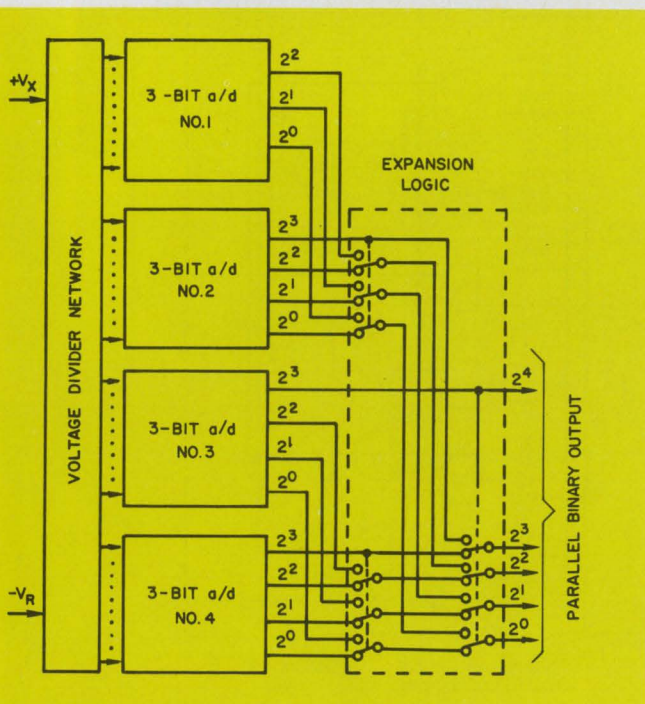 +Vx
3-BIT a/d
NO.1
2²
2¹
2⁰
EXPANSION
LOGIC
VOLTAGE DIVIDER NETWORK
3-BIT a/d
NO.2
2³
2²
2¹
2⁰
3-BIT a/d
NO.3
2³
2²
2¹
2⁰
2⁴
-VR
3-BIT a/d
NO.4
2³
2²
2¹
2⁰
2³
2²
2¹
2⁰
PARALLEL BINARY OUTPUT